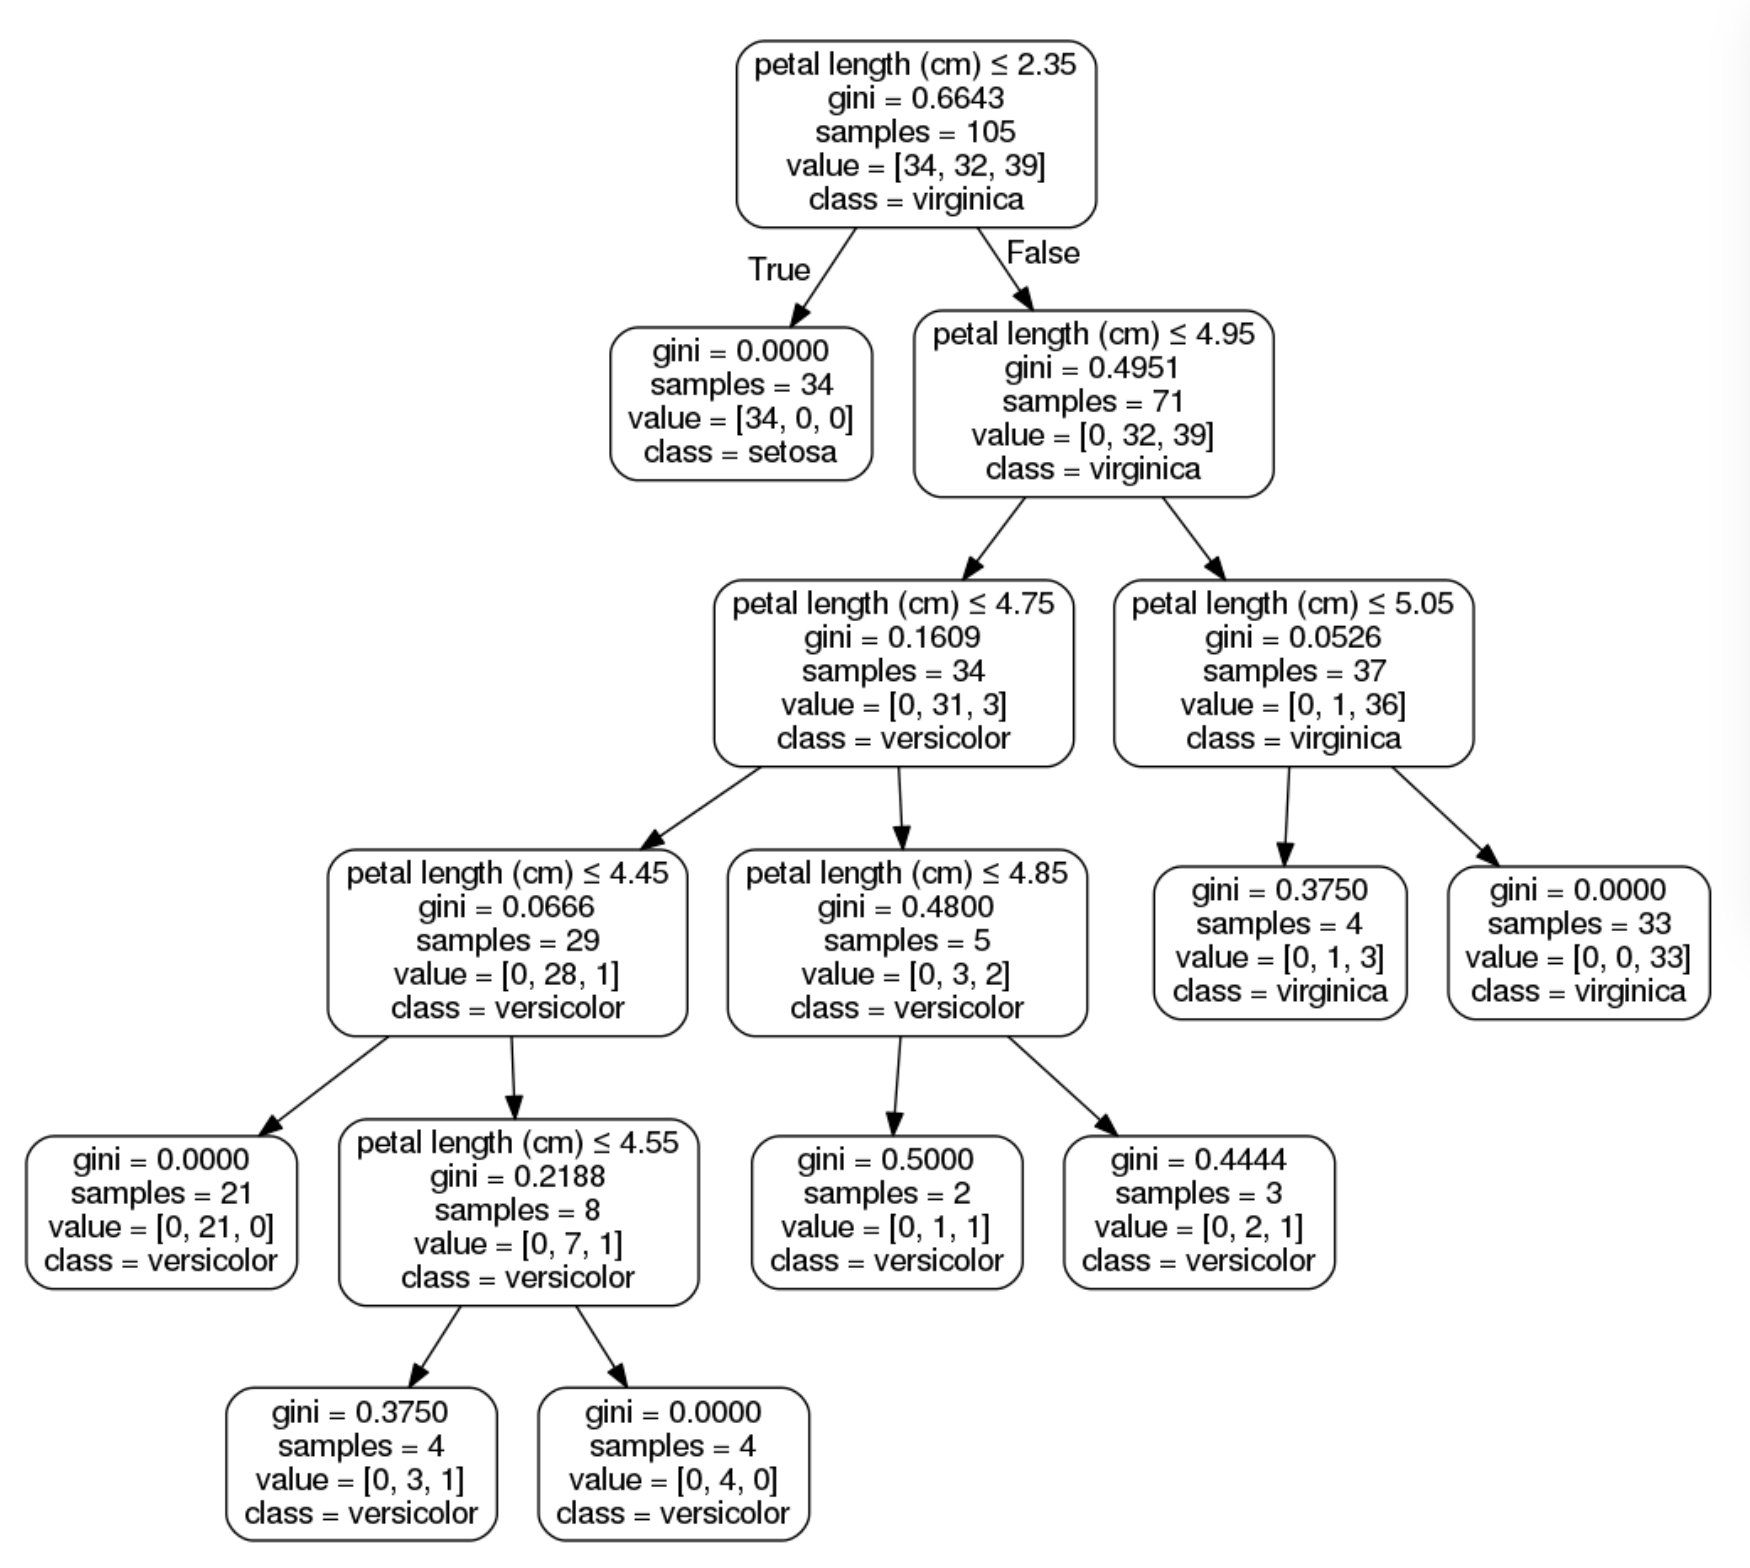 petal length (cm) ≤ 2.35
gini = 0.6643
samples = 105
value = [34, 32, 39]
class = virginica
True
False
gini = 0.0000
samples = 34
value = [34, 0, 0]
class = setosa
petal length (cm) ≤ 4.95
gini = 0.4951
samples = 71
value = [0, 32, 39]
class = virginica
petal length (cm) ≤ 4.75
gini = 0.1609
samples = 34
value = [0, 31, 3]
class = versicolor
petal length (cm) ≤ 5.05
gini = 0.0526
samples = 37
value = [0, 1, 36]
class = virginica
petal length (cm) ≤ 4.45
gini = 0.0666
samples = 29
value = [0, 28, 1]
class = versicolor
petal length (cm) ≤ 4.85
gini = 0.4800
samples = 5
value = [0, 3, 2]
class = versicolor
gini = 0.3750
samples = 4
value = [0, 1, 3]
class = virginica
gini = 0.0000
samples = 33
value = [0, 0, 33]
class = virginica
gini = 0.0000
samples = 21
value = [0, 21, 0]
class = versicolor
petal length (cm) ≤ 4.55
gini = 0.2188
samples = 8
value = [0, 7, 1]
class = versicolor
gini = 0.5000
samples = 2
value = [0, 1, 1]
class = versicolor
gini = 0.4444
samples = 3
value = [0, 2, 1]
class = versicolor
gini = 0.3750
samples = 4
value = [0, 3, 1]
class = versicolor
gini = 0.0000
samples = 4
value = [0, 4, 0]
class = versicolor